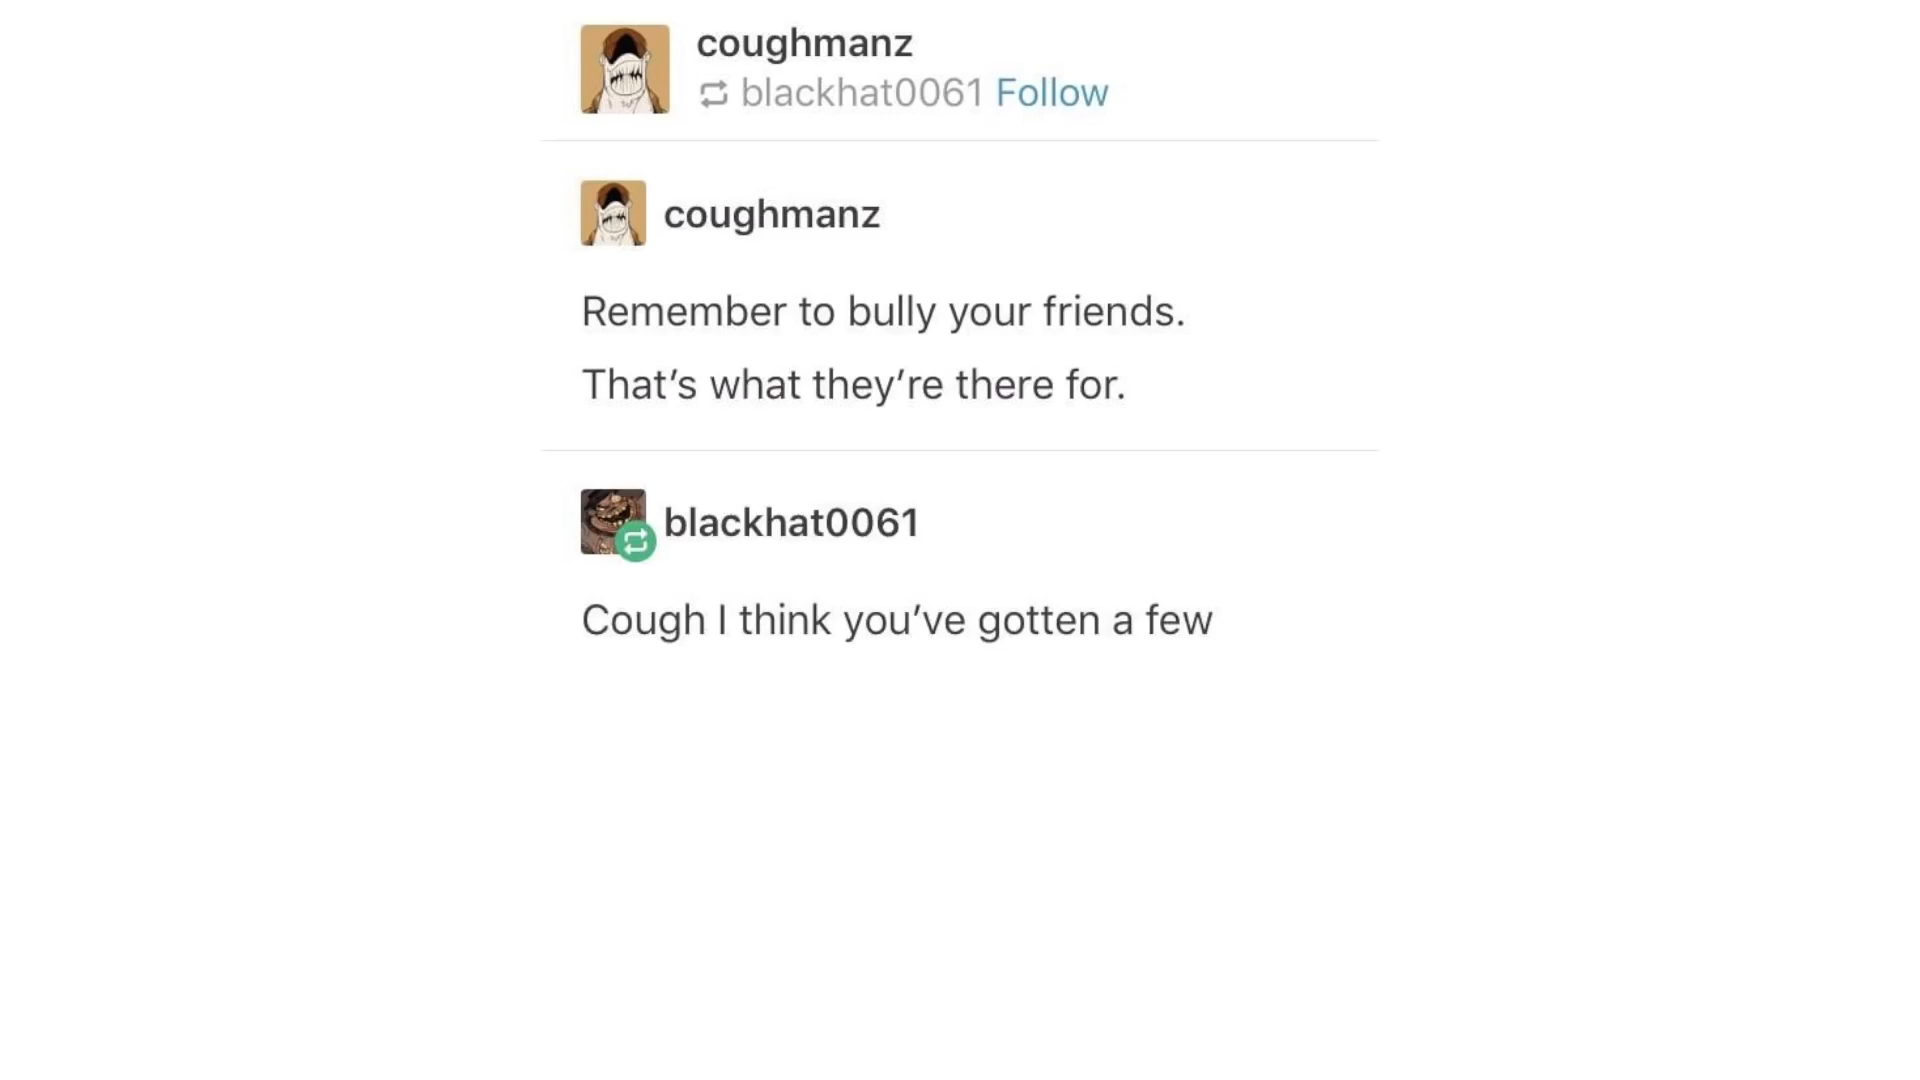 coughmanz
blackhat0061 Follow
coughmanz
Remember to bully your friends.
That’s what they’re there for.
blackhat0061
Cough I think you’ve gotten a few